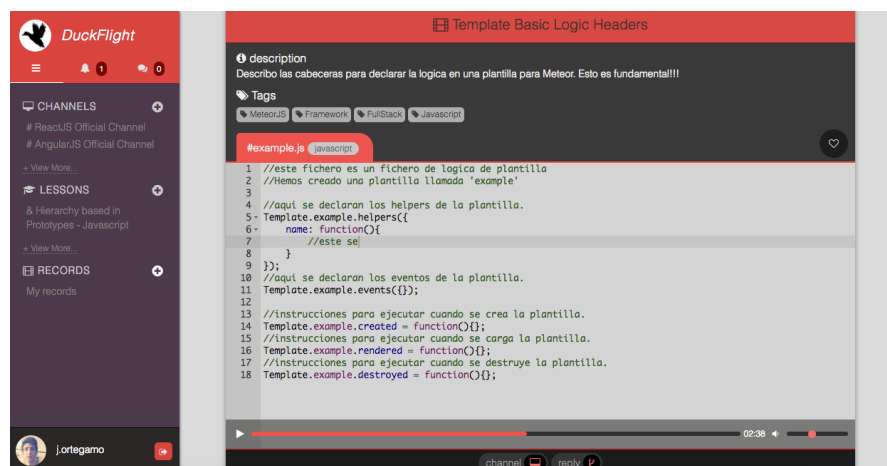 DuckFlight
1
0
CHANNELS
# ReactJS Official Channel
# AngularJS Official Channel
+ View More...
LESSONS
& Hierarchy based in
Prototypes - Javascript
+ View More...
RECORDS
My records
j.ortegamo
Template Basic Logic Headers
description
Describo las cabeceras para declarar la logica en una plantilla para Meteor. Esto es fundamental!!!!
Tags
MeteorJS Framework FullStack Javascript
#example.js javascript
1 //este fichero es un fichero de logica de plantilla
2 //Hemos creado una plantilla llamada 'example'
3
4 //aqui se declaran los helpers de la plantilla.
5 Template.example.helpers({
6 name: function(){
7 //este se
8 }
9 });
10 //aqui se declaran los eventos de la plantilla.
11 Template.example.events({});
12
13 //instrucciones para ejecutar cuando se crea la plantilla.
14 Template.example.created = function(){};
15 //instrucciones para ejecutar cuando se carga la plantilla.
16 Template.example.rendered = function(){};
17 //instrucciones para ejecutar cuando se destruye la plantilla.
18 Template.example.destroyed = function(){};
02:38
channel reply